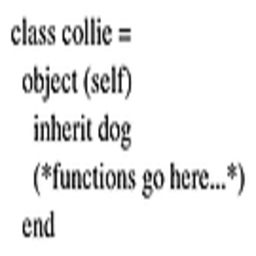 class collie =
object (self)
inherit dog
(*functions go here...*)
end